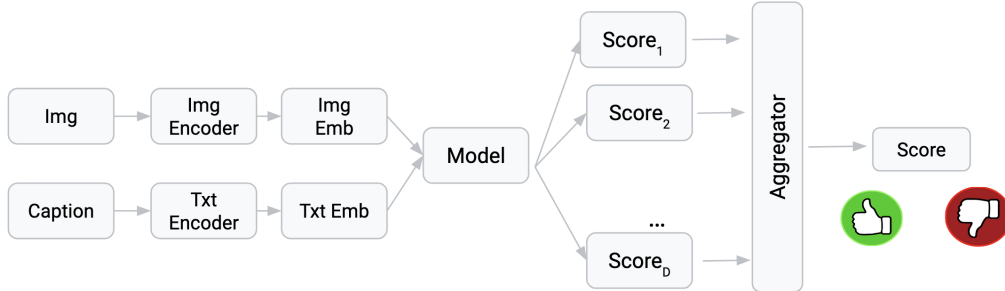 Img
Img
Encoder
Img
Emb
Caption
Txt
Encoder
Txt Emb
Model
Score1
Score2
...
ScoreD
Aggregator
Score